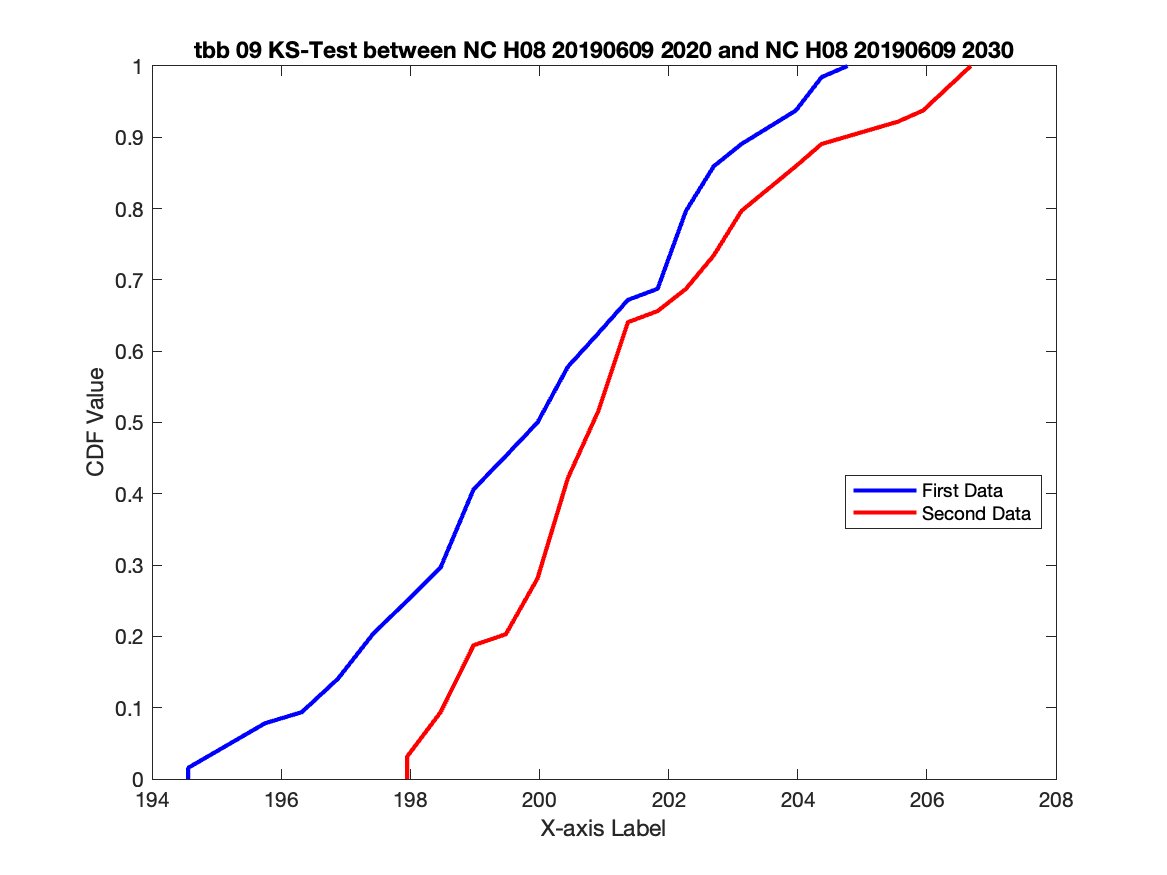 tbb 09 KS-Test between NC H08 20190609 2020 and NC H08 20190609 2030
1
0.9
0.8
0.7
0.6
0.5
0.4
0.3
0.2
0.1
0
CDF Value
First Data
Second Data
194 196 198 200 202 204 206 208
X-axis Label